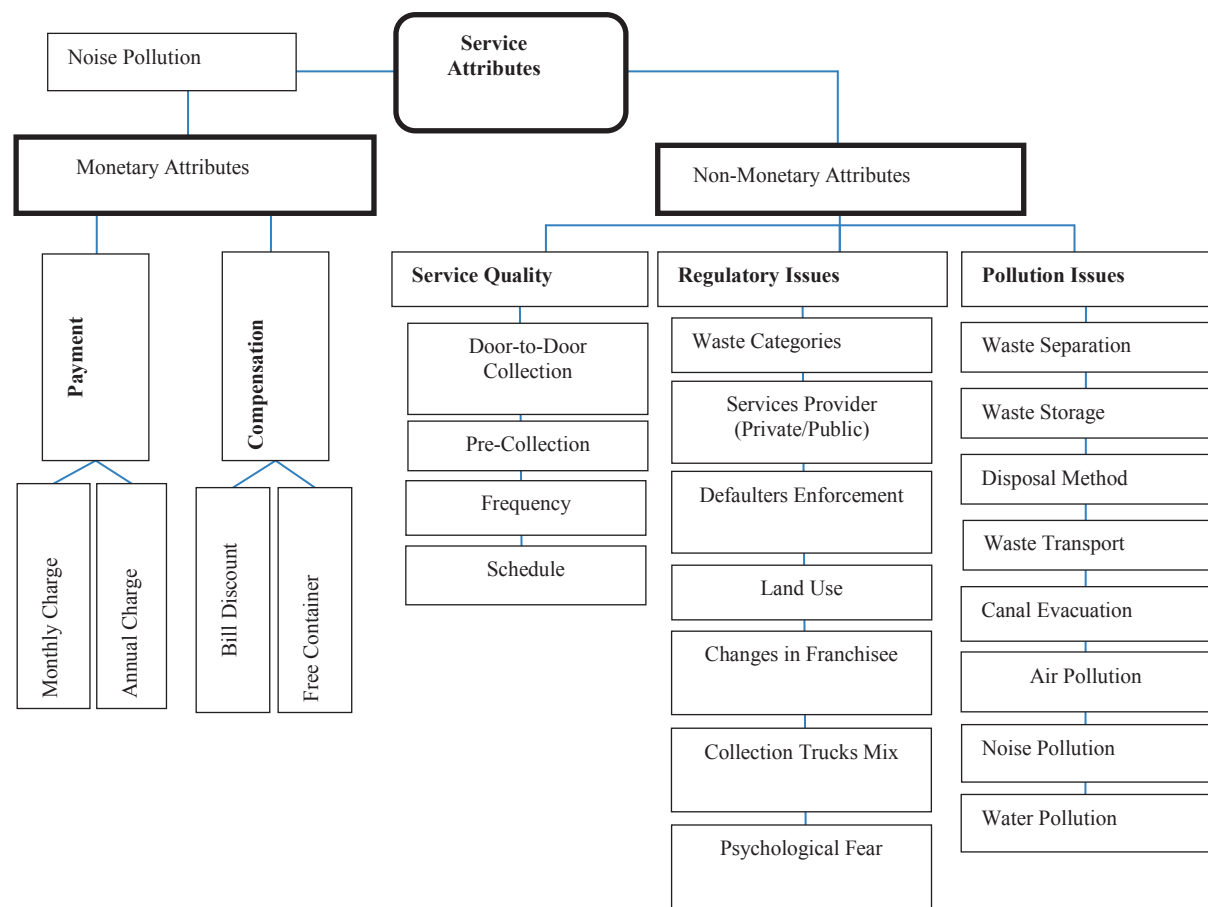 Noise Pollution
Service
Attributes
Monetary Attributes
Non-Monetary Attributes
Payment
Compensation
Monthly Charge
Annual Charge
Bill Discount
Free Container
Service Quality
Door-to-Door
Collection
Pre-Collection
Frequency
Schedule
Regulatory Issues
Waste Categories
Services Provider
(Private/Public)
Defaulters Enforcement
Land Use
Changes in Franchisee
Collection Trucks Mix
Psychological Fear
Pollution Issues
Waste Separation
Waste Storage
Disposal Method
Waste Transport
Canal Evacuation
Air Pollution
Noise Pollution
Water Pollution